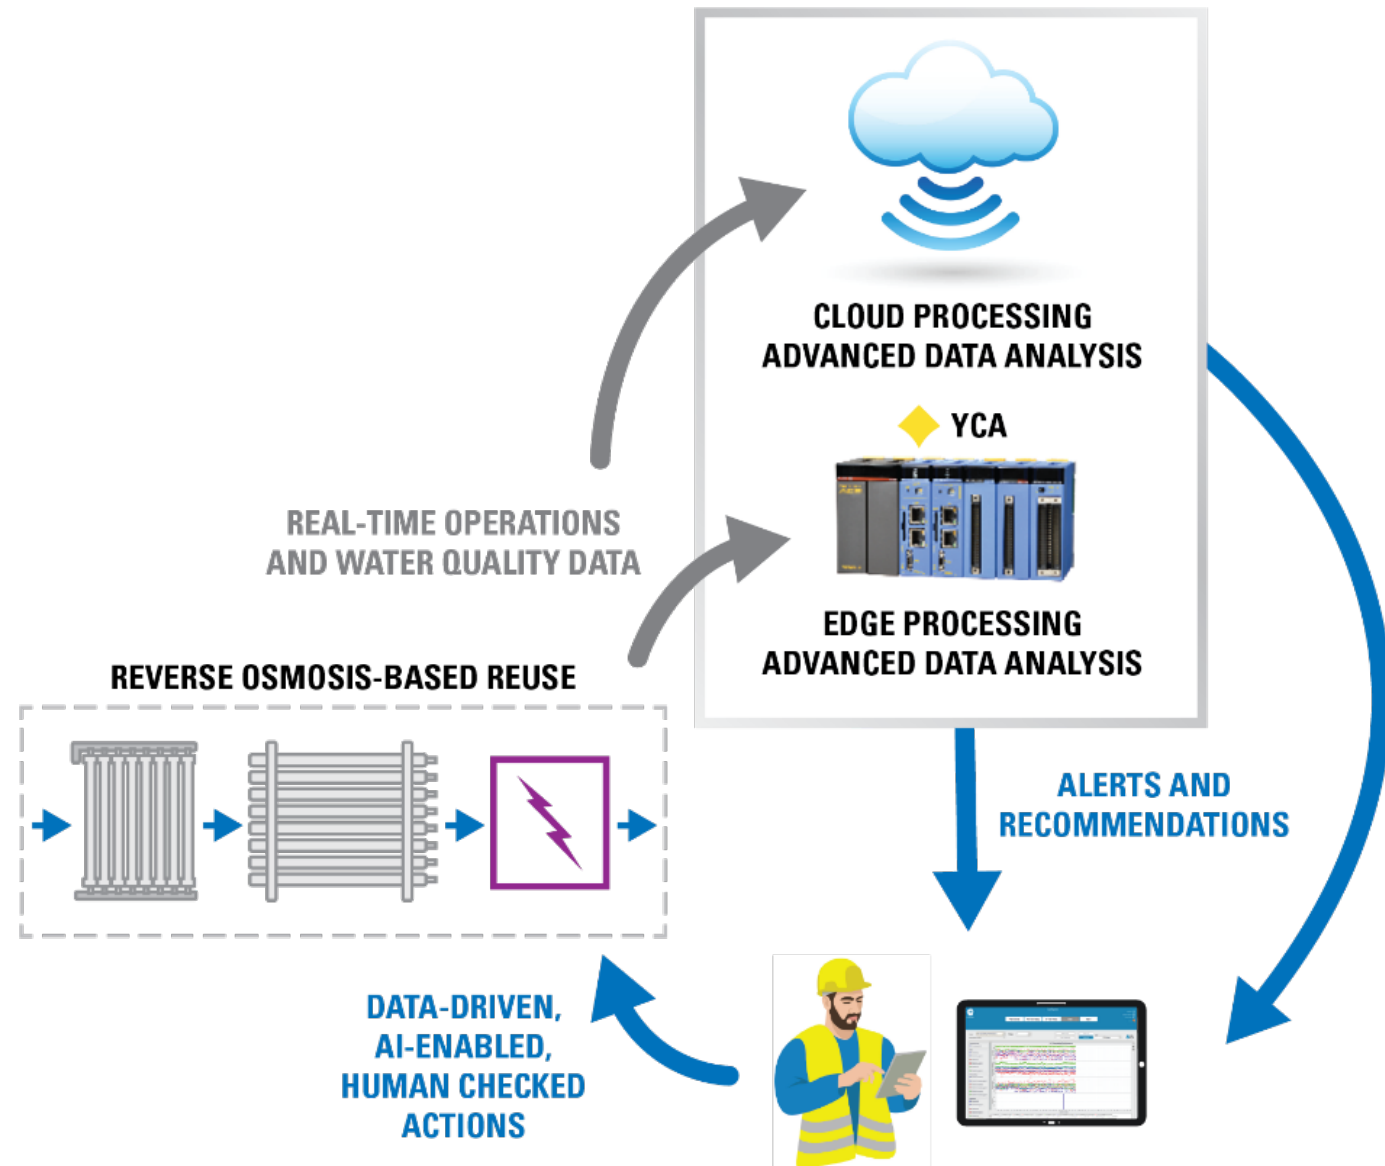 CLOUD PROCESSING
ADVANCED DATA ANALYSIS
YCA
REAL-TIME OPERATIONS
AND WATER QUALITY DATA
EDGE PROCESSING
ADVANCED DATA ANALYSIS
REVERSE OSMOSIS-BASED REUSE
ALERTS AND
RECOMMENDATIONS
DATA-DRIVEN,
AI-ENABLED,
HUMAN CHECKED
ACTIONS